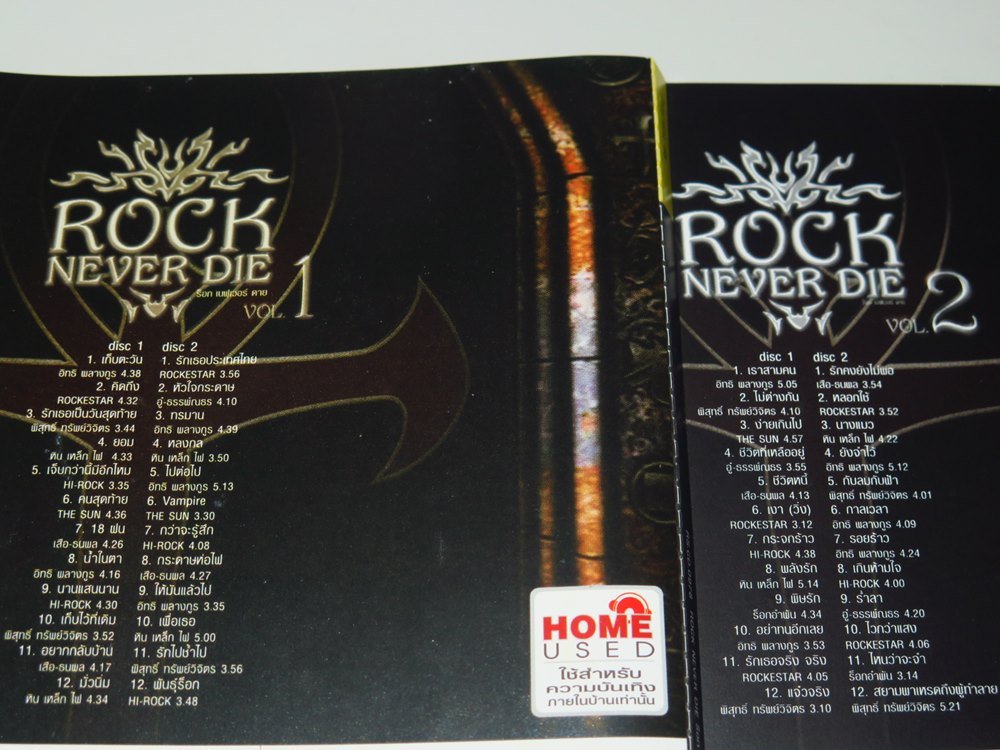 ROCK
NEVER DIE
ร็อก เนฟเวอร์ ดาย
VOL. 1
disc 1 disc 2
1. เก็บตะวัน 1. รักเธอประเทศไทย
อิทธิ พลางกูร 4.38 ROCKESTAR 3.56
2. คิดถึง 2. หัวใจกระดาษ
ROCKESTAR 4.32 อู๋-ธรรพ์ณธร 4.10
3. รักเธอเป็นวันสุดท้าย 3. ทรมาน
พิสุทธิ์ ทรัพย์วิจิตร 3.44 อิทธิ พลางกูร 4.39
4. ยอม 4. หลงกล
หิน เหล็ก ไฟ 4.33 หิน เหล็ก ไฟ 3.50
5. เจ็บกว่านี้มีอีกไหม 5. ไปต่อไป
HI-ROCK 3.35 อิทธิ พลางกูร 5.13
6. คนสุดท้าย 6. Vampire
THE SUN 4.36 THE SUN 3.30
7. 18 ฝน 7. กว่าจะรู้สึก
เสือ-ธนพล 4.26 HI-ROCK 4.08
8. น้ำในตา 8. กระดาษห่อไฟ
อิทธิ พลางกูร 4.16 เสือ-ธนพล 4.27
9. นานแสนนาน 9. ให้มันแล้วไป
HI-ROCK 4.30 อิทธิ พลางกูร 3.35
10. เก็บไว้ที่เดิม 10. เพื่อเธอ
พิสุทธิ์ ทรัพย์วิจิตร 3.52 หิน เหล็ก ไฟ 5.00
11. อยากกลับบ้าน 11. รักไปช้ำไป
เสือ-ธนพล 4.17 พิสุทธิ์ ทรัพย์วิจิตร 3.56
12. มั่วนิ่ม 12. พันธุ์ร็อก
หิน เหล็ก ไฟ 4.34 HI-ROCK 3.48
HOME
USED
ใช้สำหรับ
ความบันเทิง
ภายในบ้านเท่านั้น
ROCK
NEVER DIE
ร็อก เนฟเวอร์ ดาย
VOL. 2
disc 1 disc 2
1. เราสามคน 1. รักคงยังไม่พอ
อิทธิ พลางกูร 5.05 เสือ-ธนพล 3.54
2. ไม่ต่างกัน 2. หลอกใช้
พิสุทธิ์ ทรัพย์วิจิตร 4.10 ROCKESTAR 3.52
3. ง่ายเกินไป 3. นางแมว
THE SUN 4.57 หิน เหล็ก ไฟ 4.22
4. ชีวิตที่เหลืออยู่ 4. ยังจำไว้
อู๋-ธรรพ์ณธร 3.55 อิทธิ พลางกูร 5.12
5. ชีวิตหนี้ 5. กันลมกับฟ้า
เสือ-ธนพล 4.13 พิสุทธิ์ ทรัพย์วิจิตร 4.01
6. เงา (วิ่ง) 6. กาลเวลา
ROCKESTAR 3.12 อิทธิ พลางกูร 4.09
7. กระจกร้าว 7. รอยร้าว
HI-ROCK 4.38 อิทธิ พลางกูร 4.24
8. พลังรัก 8. เกินห้ามใจ
หิน เหล็ก ไฟ 5.14 HI-ROCK 4.00
9. พิษรัก 9. ร่ำลา
ร็อกอำพัน 4.34 อู๋-ธรรพ์ณธร 4.20
10. อย่าทนอีกเลย 10. ไวกว่าแสง
อิทธิ พลางกูร 3.53 ROCKESTAR 4.06
11. รักเธอจริง จริง 11. ไหนว่าจะจำ
ROCKESTAR 4.05 ร็อกอำพัน 3.14
12. แจ๋วจริง 12. สยามพาเหรดถึงผู้ทำลาย
พิสุทธิ์ ทรัพย์วิจิตร 3.10 พิสุทธิ์ ทรัพย์วิจิตร 5.21